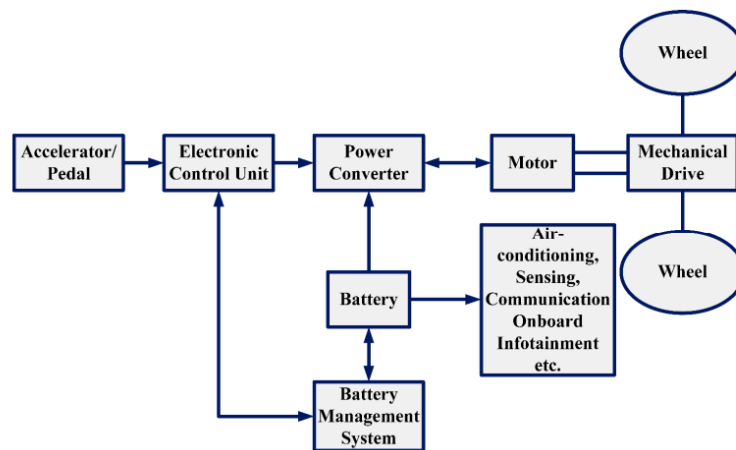 Wheel
Accelerator/
Pedal
Electronic
Control Unit
Power
Converter
Motor
Mechanical
Drive
Air-
conditioning,
Sensing,
Communication
Onboard
Infotainment
etc.
Battery
Wheel
Battery
Management
System